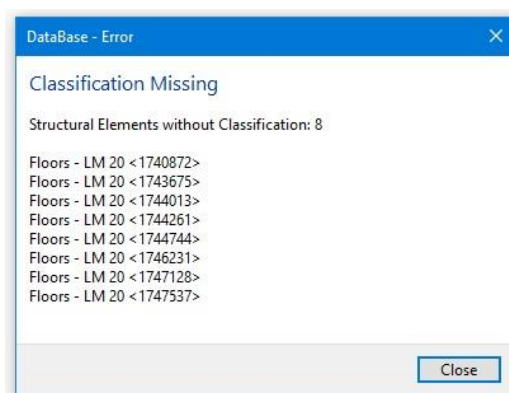 DataBase - Error
Classification Missing
Structural Elements without Classification: 8
Floors - LM 20 <1740872>
Floors - LM 20 <1743675>
Floors - LM 20 <1744013>
Floors - LM 20 <1744261>
Floors - LM 20 <1744744>
Floors - LM 20 <1746231>
Floors - LM 20 <1747128>
Floors - LM 20 <1747537>
Close